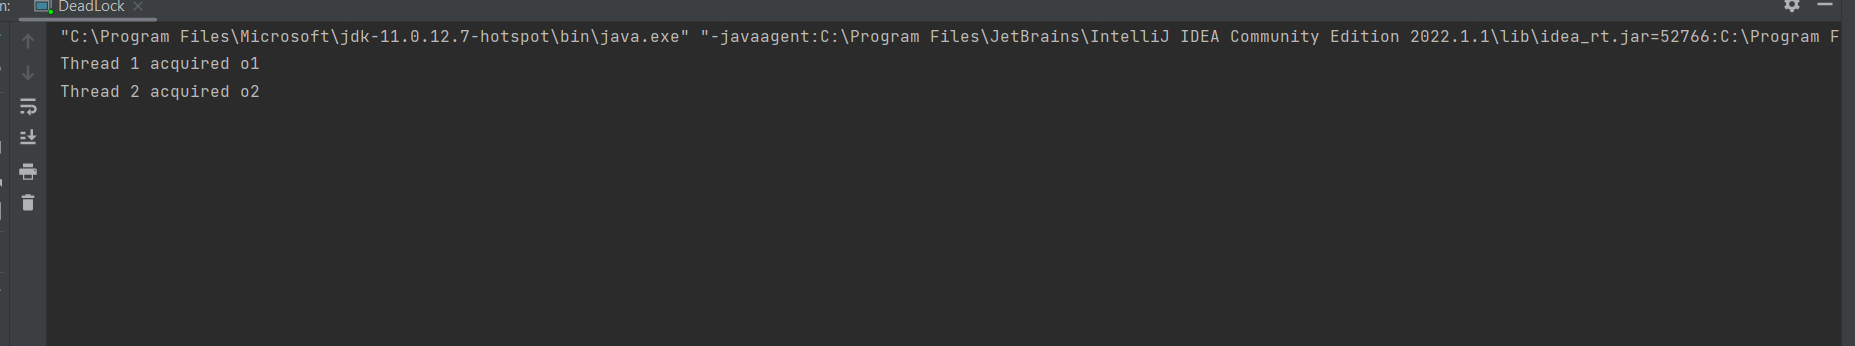 n: DeadLock
"C:\Program Files\Microsoft\jdk-11.0.12.7-hotspot\bin\java.exe" "-javaagent:C:\Program Files\JetBrains\IntelliJ IDEA Community Edition 2022.1.1\lib\idea_rt.jar=52766:C:\Program F
Thread 1 acquired o1
Thread 2 acquired o2